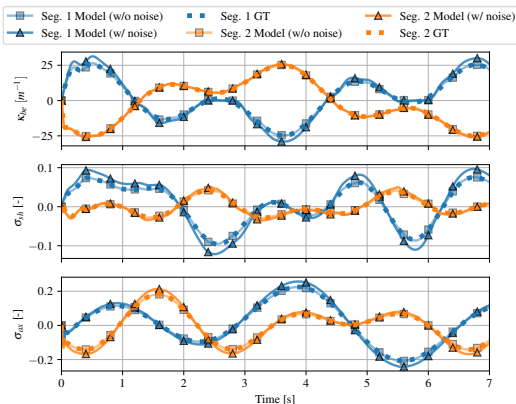 Seg. 1 Model (w/o noise) Seg. 1 GT Seg. 2 Model (w/ noise)
Seg. 1 Model (w/ noise) Seg. 2 Model (w/o noise) Seg. 2 GT
25
0
−25
κ_be [m⁻¹]
0.1
0.0
−0.1
σ_sh [-]
0.2
0.0
−0.2
σ_ax [-]
0 1 2 3 4 5 6 7
Time [s]